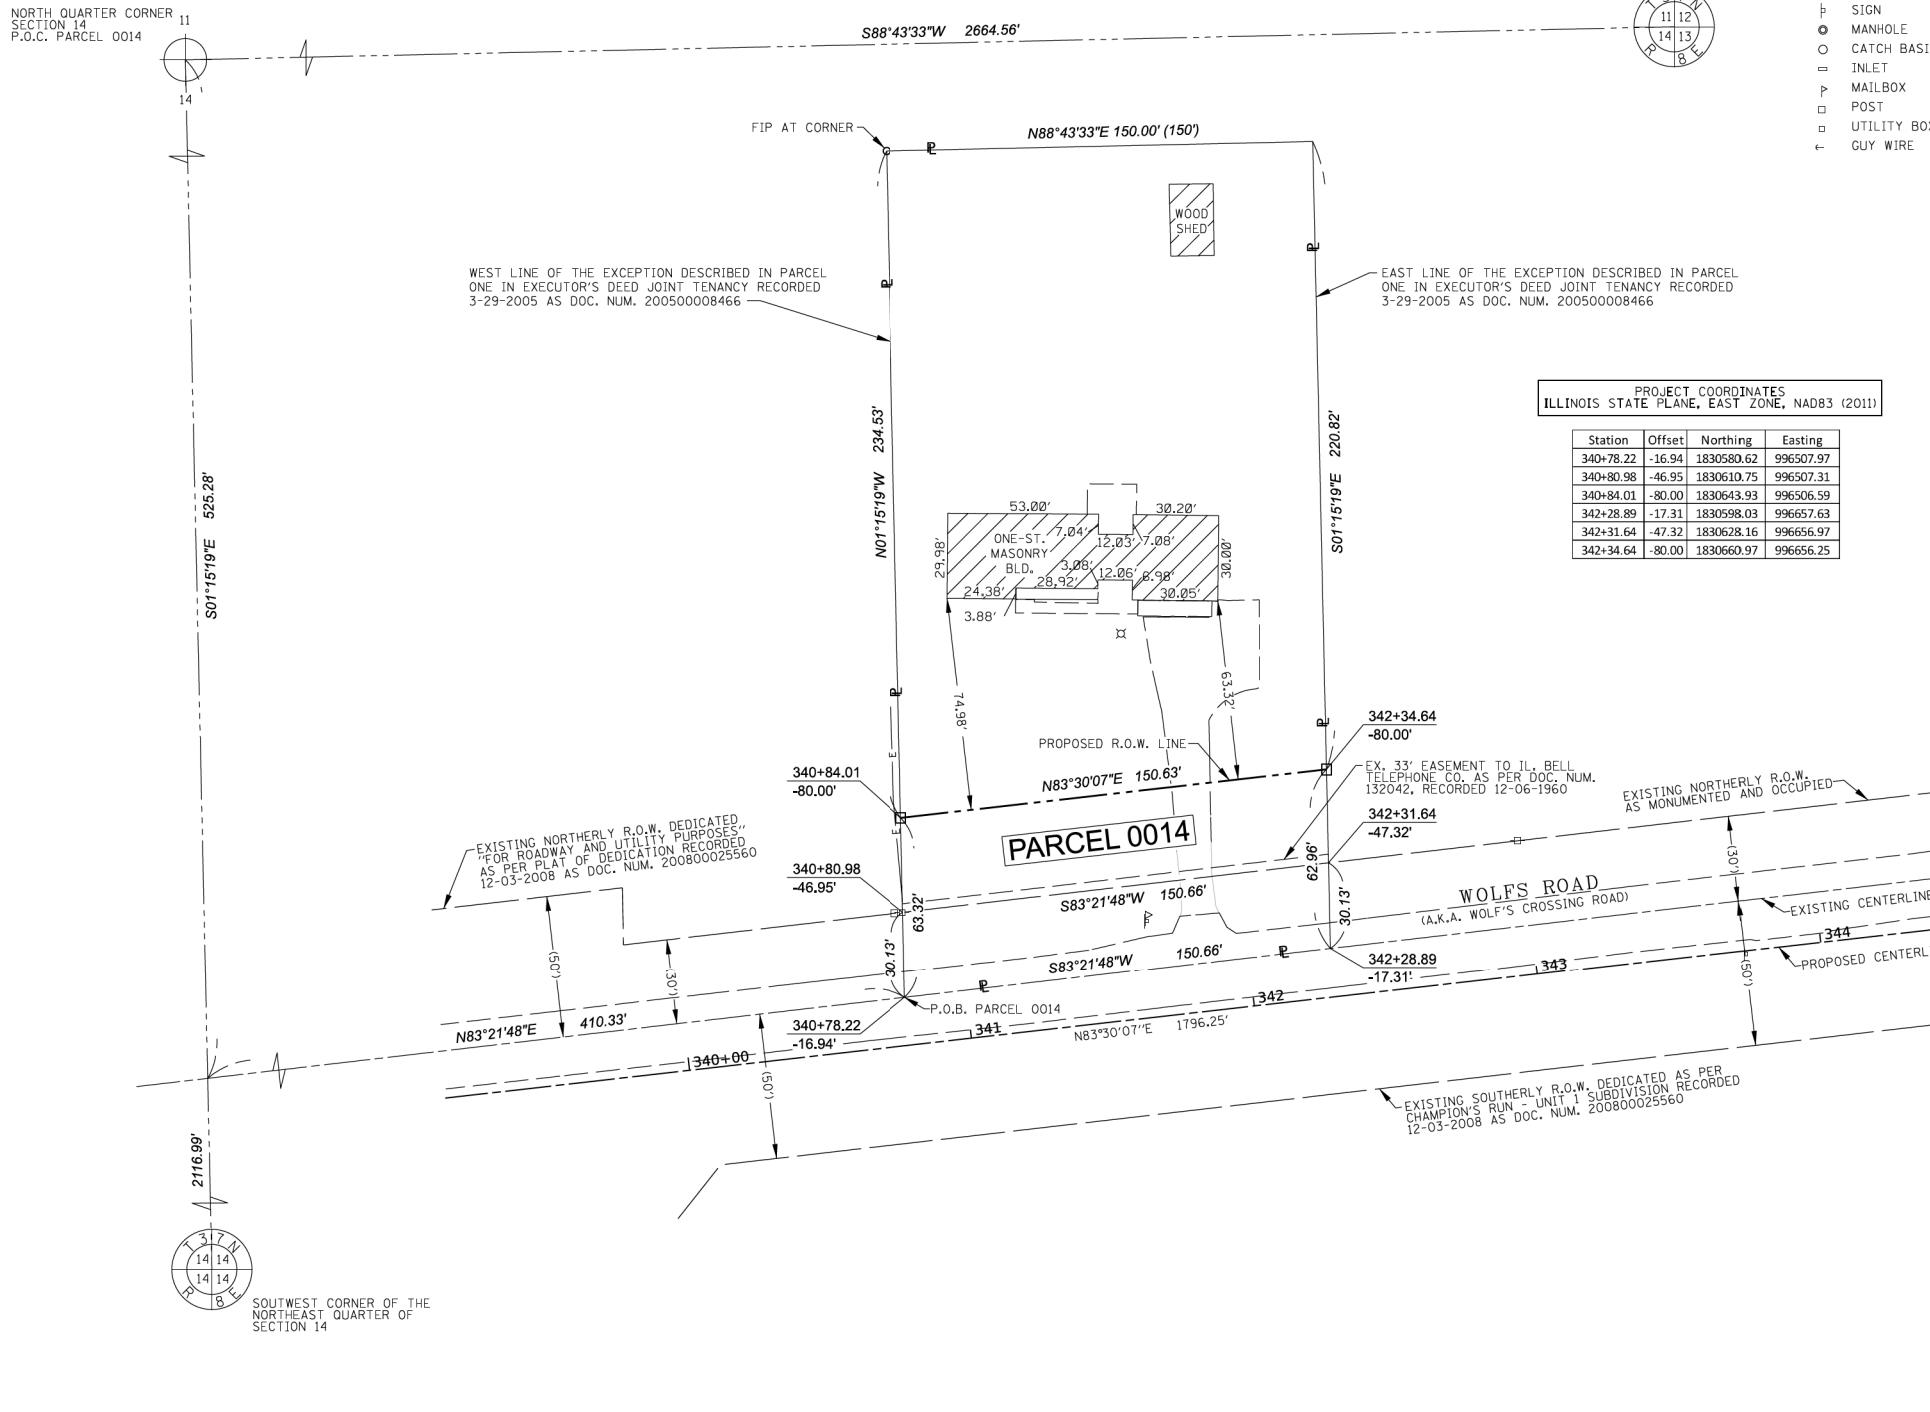 NORTH QUARTER CORNER
SECTION 14
P.O.C. PARCEL 0014
11
14
S88°43'33"W 2664.56'
T N
11 12
14 13
R 8 E
SIGN
MANHOLE
CATCH
INLET
MAILBOX
POST
UTILITY
GUY WIRE
FIP AT CORNER
N88°43'33"E 150.00' (150')
WOOD
SHED
WEST LINE OF THE EXCEPTION DESCRIBED IN PARCEL
ONE IN EXECUTOR'S DEED JOINT TENANCY RECORDED
3-29-2005 AS DOC. NUM. 200500008466
EAST LINE OF THE EXCEPTION DESCRIBED IN PARCEL
ONE IN EXECUTOR'S DEED JOINT TENANCY RECORDED
3-29-2005 AS DOC. NUM. 200500008466
PROJECT COORDINATES
ILLINOIS STATE PLANE, EAST ZONE, NAD83 (2011)
Station Offset Northing Easting
340+78.22 -16.94 1830580.62 996507.97
340+80.98 -46.95 1830610.75 996507.31
340+84.01 -80.00 1830643.93 996506.59
342+28.89 -17.31 1830598.03 996657.63
342+31.64 -47.32 1830628.16 996656.97
342+34.64 -80.00 1830660.97 996656.25
S01°15'19"E 525.28'
N01°15'19"W 234.53'
S01°15'19"E 220.82'
53.00'
30.20'
7.04'
12.03'
7.08'
ONE-ST.
MASONRY
BLD.
29.98'
30.00'
3.08'
12.06'
6.98'
28.92'
24.38'
30.05'
3.88'
74.98'
63.32'
PROPOSED R.O.W. LINE
342+34.64
-80.00'
340+84.01
-80.00'
N83°30'07"E 150.63'
EX. 33' EASEMENT TO IL. BELL
TELEPHONE CO. AS PER DOC. NUM.
132042, RECORDED 12-06-1960
EXISTING NORTHERLY R.O.W.
AS MONUMENTED AND OCCUPIED
E
E
PARCEL 0014
342+31.64
-47.32'
EXISTING NORTHERLY R.O.W. DEDICATED
"FOR ROADWAY AND UTILITY PURPOSES"
AS PER PLAT OF DEDICATION RECORDED
12-03-2008 AS DOC. NUM. 200800025560
340+80.98
-46.95'
62.96'
63.32'
S83°21'48"W 150.66'
WOLFS ROAD
(A.K.A. WOLF'S CROSSING ROAD)
(30')
30.13'
EXISTING CENTERLINE
(50')
(30')
30.13'
S83°21'48"W 150.66'
342+28.89
-17.31'
343
344
(50')
PROPOSED
P.O.B. PARCEL 0014
342
N83°21'48"E 410.33'
340+78.22
-16.94'
341
N83°30'07"E 1796.25'
340+00
(50')
EXISTING SOUTHERLY R.O.W. DEDICATED AS PER
CHAMPION'S RUN - UNIT 1 SUBDIVISION RECORDED
12-03-2008 AS DOC. NUM. 200800025560
2116.99'
T 37 N
14 14
14 14
R 8 E
SOUTWEST CORNER OF THE
NORTHEAST QUARTER OF
SECTION 14